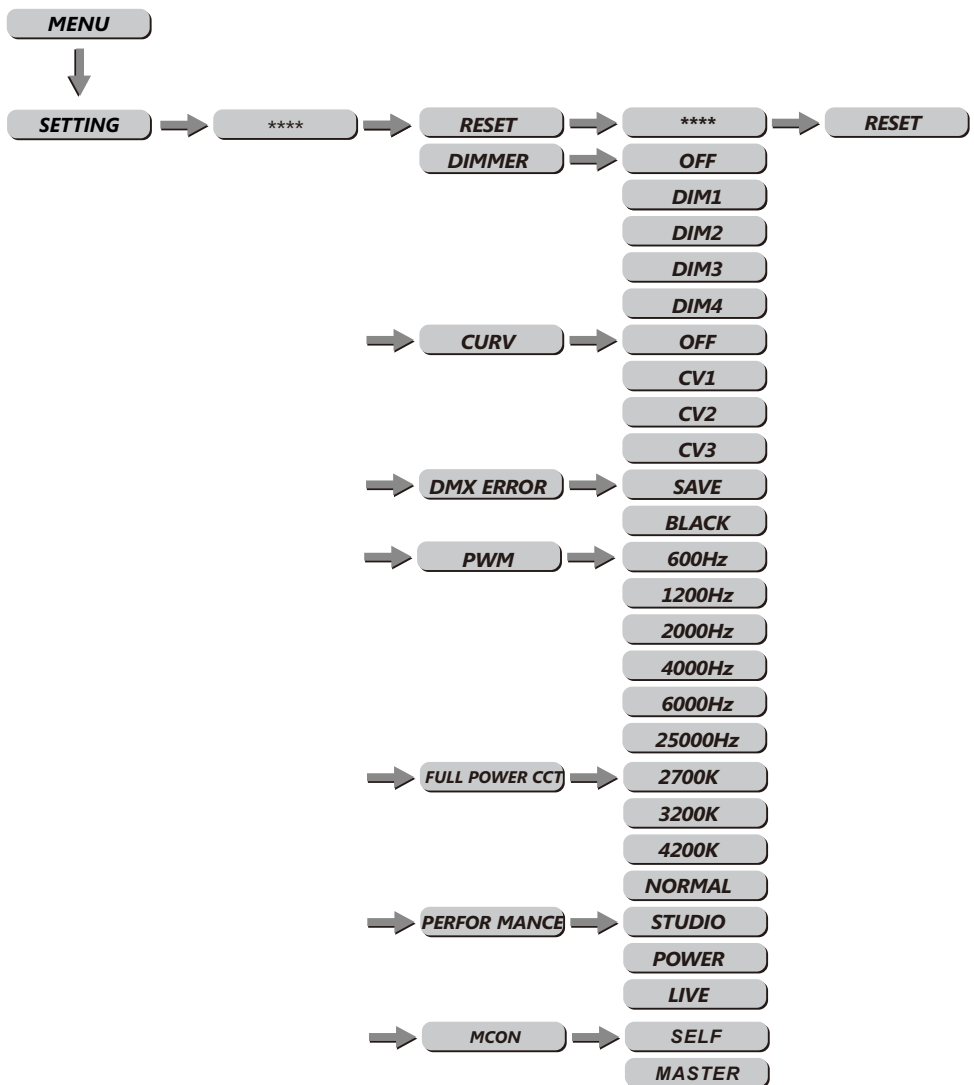 MENU
SETTING
****
RESET
****
RESET
DIMMER
OFF
DIM1
DIM2
DIM3
DIM4
CURV
OFF
CV1
CV2
CV3
DMX ERROR
SAVE
BLACK
PWM
600Hz
1200Hz
2000Hz
4000Hz
6000Hz
25000Hz
FULL POWER CCT
2700K
3200K
4200K
NORMAL
PERFOR MANCE
STUDIO
POWER
LIVE
MCON
SELF
MASTER